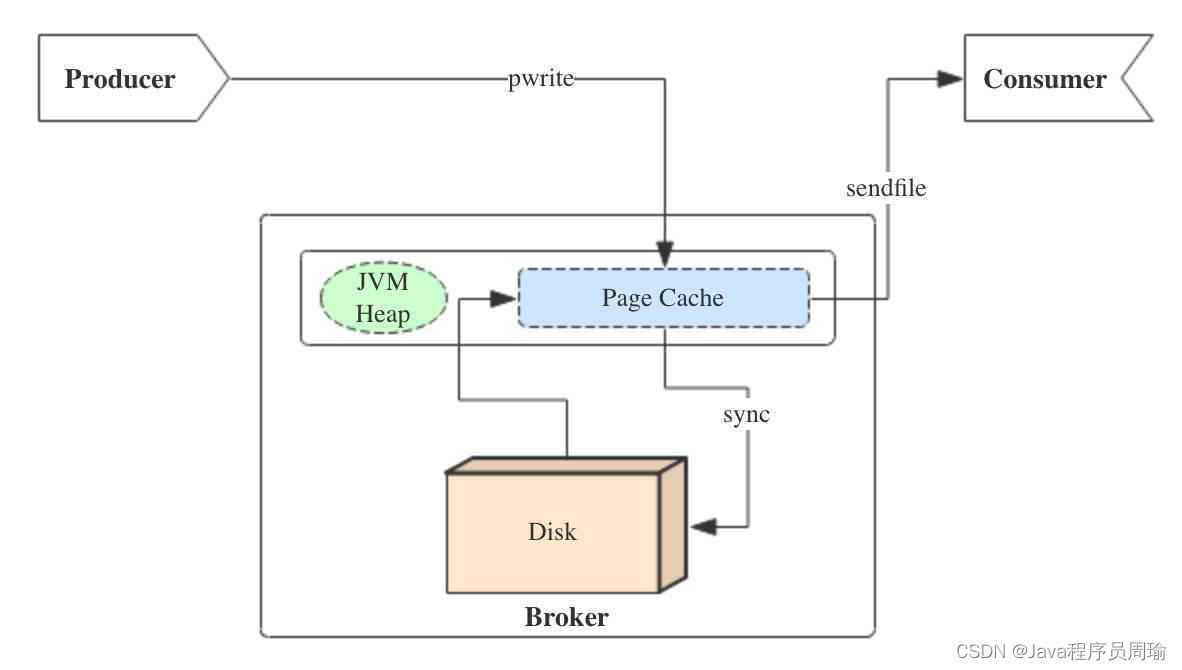 Producer
pwrite
Consumer
sendfile
JVM
Heap
Page Cache
sync
Disk
Broker
CSDN @Java程序员周瑜